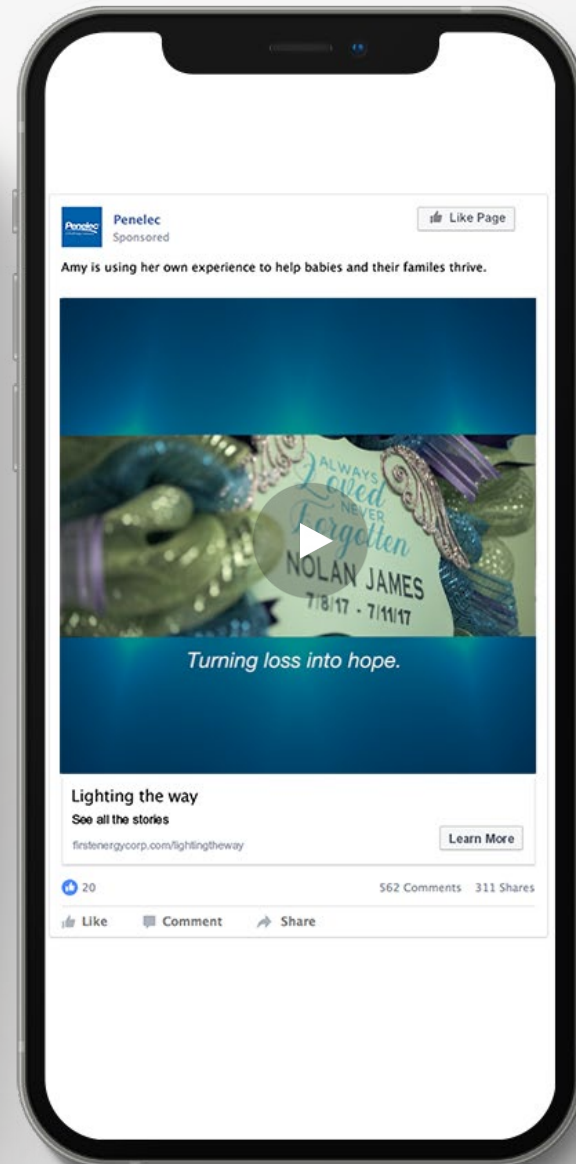 Penelec
Penelec
Sponsored
Like Page
Amy is using her own experience to help babies and their familes thrive.
ALWAYS
Loved
NEVER
Forgotten
NOLAN JAMES
7/8/17 - 7/11/17
Turning loss into hope.
Lighting the way
See all the stories
firstenergycorp.com/lightingtheway
Learn More
20
562 Comments 311 Shares
Like Comment Share